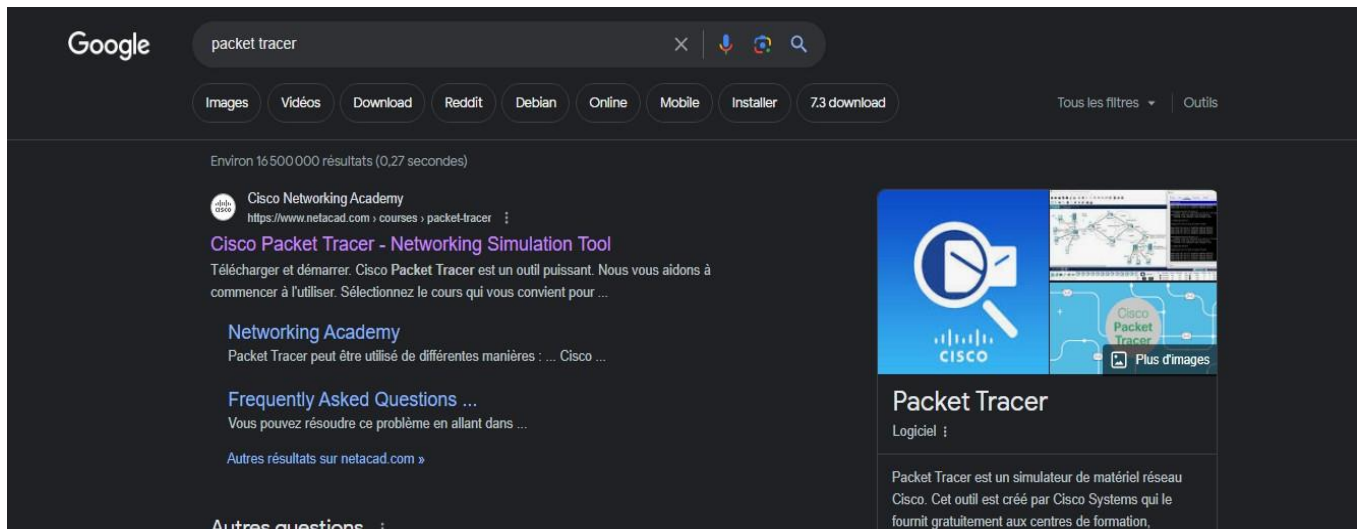 Google
packet tracer
Images Vidéos Download Reddit Debian Online Mobile Installer 7.3 download
Tous les filtres Outils
Environ 16 500 000 résultats (0,27 secondes)
Cisco Networking Academy
https://www.netacad.com › courses › packet-tracer
Cisco Packet Tracer - Networking Simulation Tool
Télécharger et démarrer. Cisco Packet Tracer est un outil puissant. Nous vous aidons à
commencer à l'utiliser. Sélectionnez le cours qui vous convient pour ...
Networking Academy
Packet Tracer peut être utilisé de différentes manières : ... Cisco ...
Frequently Asked Questions ...
Vous pouvez résoudre ce problème en allant dans ...
Autres résultats sur netacad.com »
Autres questions
CISCO
Cisco
Packet
Tracer
Plus d'images
Packet Tracer
Logiciel
Packet Tracer est un simulateur de matériel réseau
Cisco. Cet outil est créé par Cisco Systems qui le
fournit gratuitement aux centres de formation,